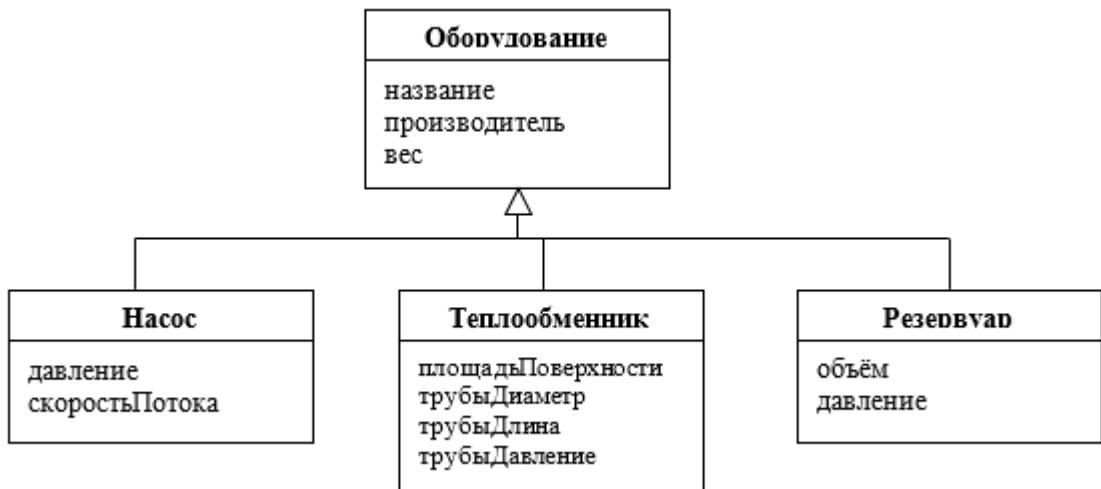 Оборудование
название
производитель
вес
Насос
давление
скоростьПотока
Теплообменник
площадьПоверхности
трубыДиаметр
трубыДлина
трубыДавление
Резервуар
объём
давление